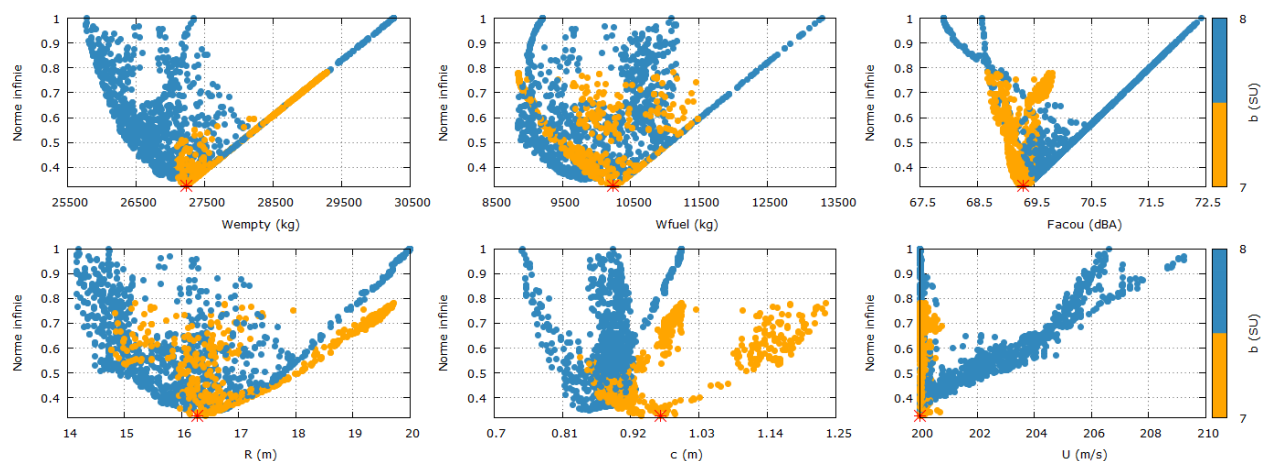 1
0.9
0.8
0.7
0.6
0.5
0.4
Norme infinie
25500 26500 27500 28500 29500 30500
Wempty (kg)
1
0.9
0.8
0.7
0.6
0.5
0.4
Norme infinie
8500 9500 10500 11500 12500 13500
Wfuel (kg)
1
0.9
0.8
0.7
0.6
0.5
0.4
Norme infinie
67.5 68.5 69.5 70.5 71.5 72.5
Facou (dBA)
8
7
b (SU)
1
0.9
0.8
0.7
0.6
0.5
0.4
Norme infinie
14 15 16 17 18 19 20
R (m)
1
0.9
0.8
0.7
0.6
0.5
0.4
Norme infinie
0.7 0.81 0.92 1.03 1.14 1.25
c (m)
1
0.9
0.8
0.7
0.6
0.5
0.4
Norme infinie
200 202 204 206 208 210
U (m/s)
8
7
b (SU)